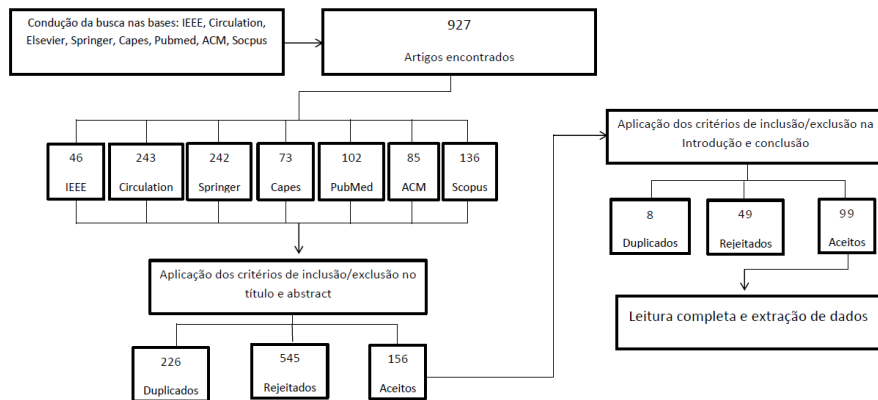 Condução da busca nas bases: IEEE, Circulation,
Elsevier, Springer, Capes, Pubmed, ACM, Socpus
927
Artigos encontrados
46
IEEE
243
Circulation
242
Springer
73
Capes
102
PubMed
85
ACM
136
Scopus
Aplicação dos critérios de inclusão/exclusão no
título e abstract
226
Duplicados
545
Rejeitados
156
Aceitos
Aplicação dos critérios de inclusão/exclusão na
Introdução e conclusão
8
Duplicados
49
Rejeitados
99
Aceitos
Leitura completa e extração de dados